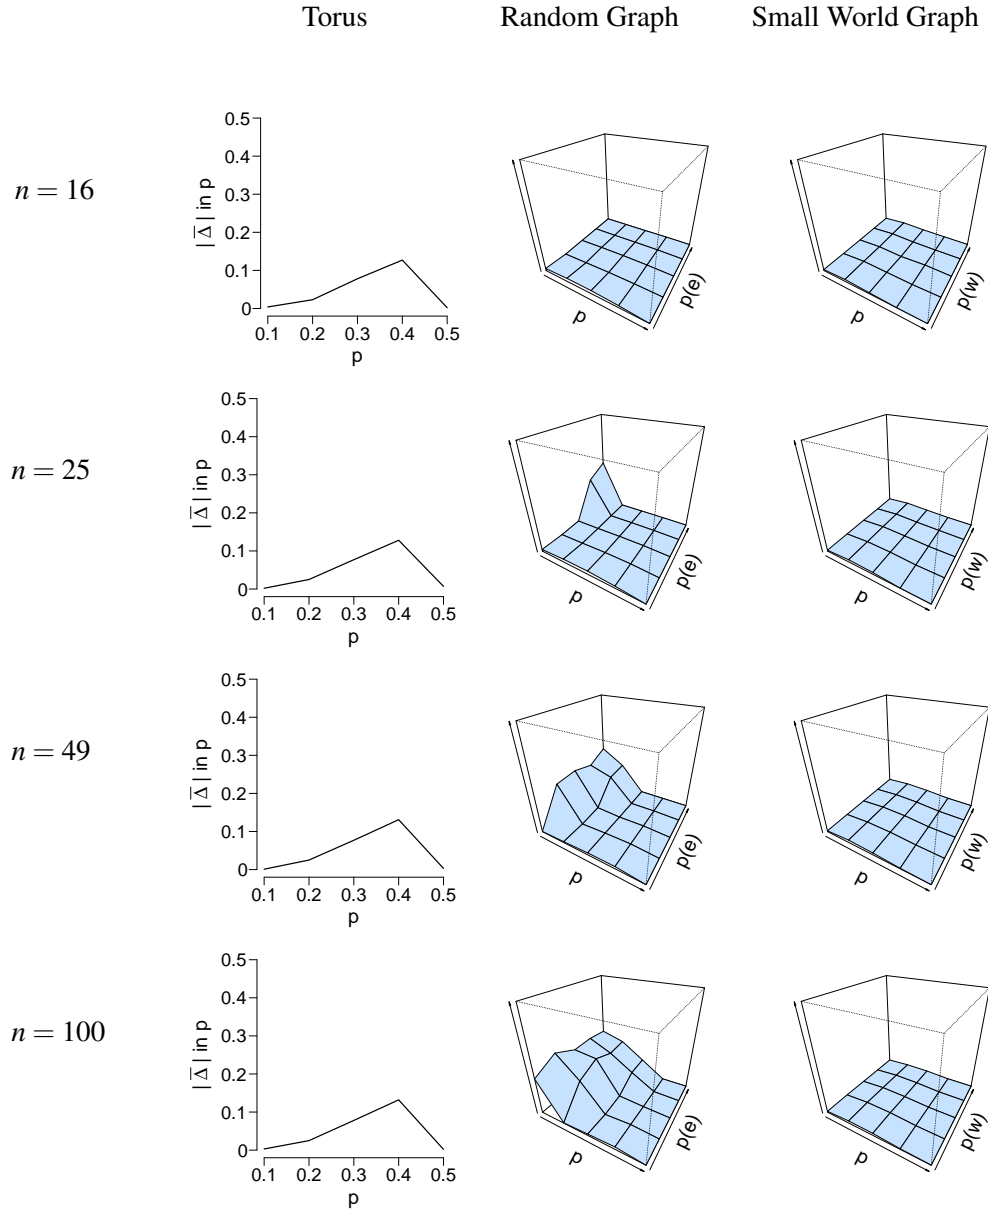 Torus Random Graph Small World Graph
n = 16
0.5
0.4
0.3
0.2
0.1
0
| Δ̅ | in p
0.1 0.2 0.3 0.4 0.5
p
p
p(e)
p
p(w)
n = 25
0.5
0.4
0.3
0.2
0.1
0
| Δ̅ | in p
0.1 0.2 0.3 0.4 0.5
p
p
p(e)
p
p(w)
n = 49
0.5
0.4
0.3
0.2
0.1
0
| Δ̅ | in p
0.1 0.2 0.3 0.4 0.5
p
p
p(e)
p
p(w)
n = 100
0.5
0.4
0.3
0.2
0.1
0
| Δ̅ | in p
0.1 0.2 0.3 0.4 0.5
p
p
p(e)
p
p(w)